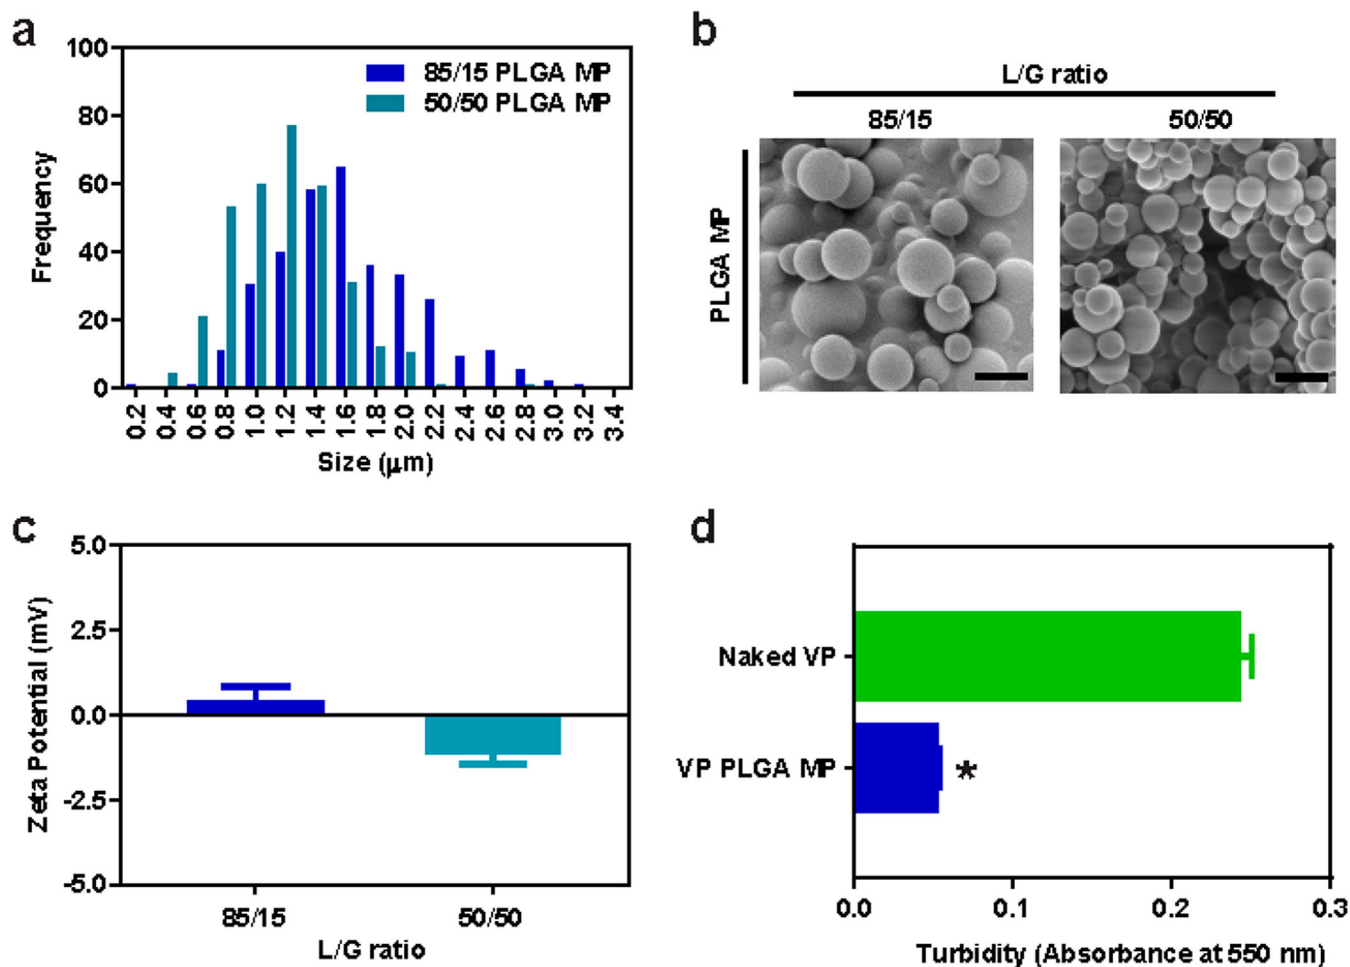 a
100
80
60
40
20
0
Frequency
85/15 PLGA MP
50/50 PLGA MP
0.2 0.4 0.6 0.8 1.0 1.2 1.4 1.6 1.8 2.0 2.2 2.4 2.6 2.8 3.0 3.2 3.4
Size (μm)
b
L/G ratio
85/15 50/50
PLGA MP
c
5.0
2.5
0.0
-2.5
-5.0
Zeta Potential (mV)
85/15 50/50
L/G ratio
d
Naked VP
VP PLGA MP
*
0.0 0.1 0.2 0.3
Turbidity (Absorbance at 550 nm)